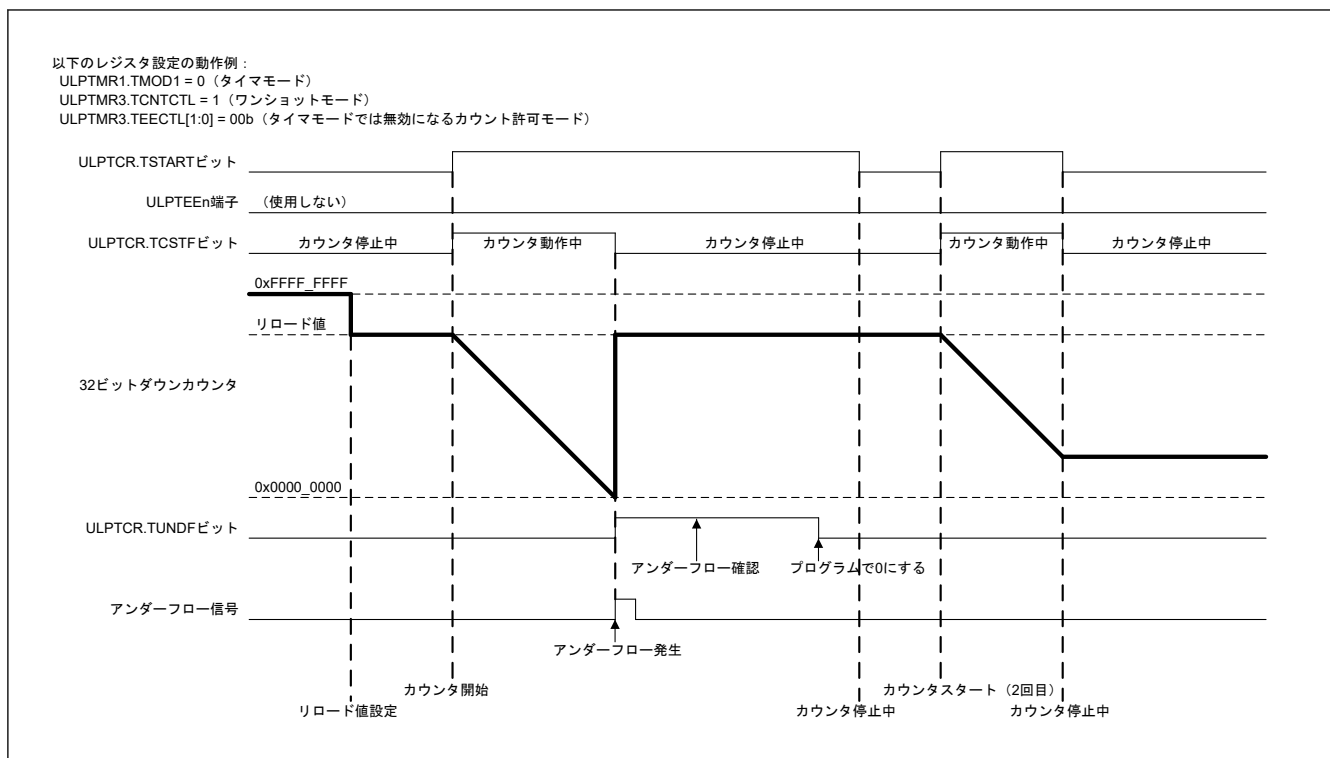 以下のレジスタ設定の動作例：
ULPTMR1.TMOD1 = 0（タイマモード）
ULPTMR3.TCNTCTL = 1（ワンショットモード）
ULPTMR3.TEECTL[1:0] = 00b（タイマモードでは無効になるカウント許可モード）
ULPTCR.TSTARTビット
ULPTEEn端子 （使用しない）
ULPTCR.TCSTFビット カウンタ停止中 カウンタ動作中 カウンタ停止中 カウンタ動作中 カウンタ停止中
0xFFFF_FFFF
リロード値
32ビットダウンカウンタ
0x0000_0000
ULPTCR.TUNDFビット
アンダーフロー確認 プログラムで0にする
アンダーフロー信号
アンダーフロー発生
カウンタ開始 カウンタスタート（2回目）
リロード値設定 カウンタ停止中 カウンタ停止中